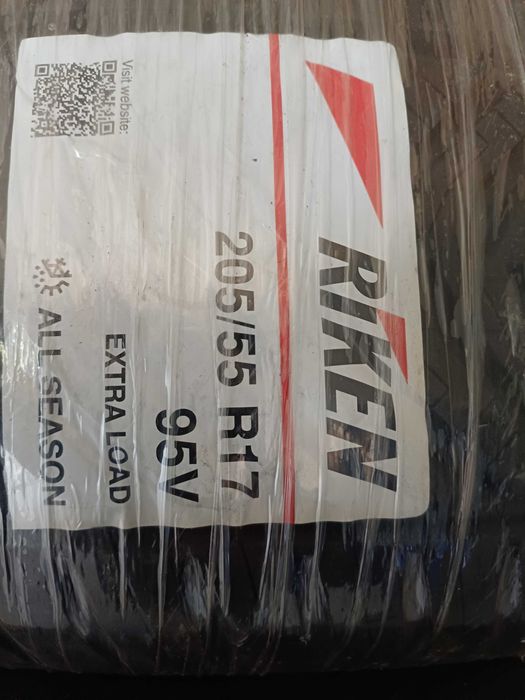 RIKEN
205/55 R17
95V
EXTRA LOAD
ALL SEASON
Visit website: